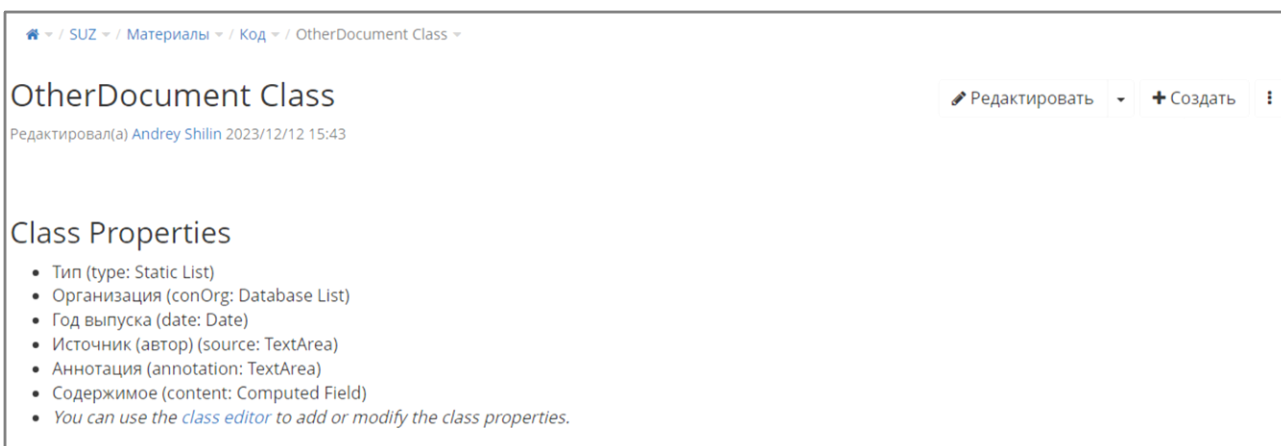 / SUZ / Материалы / Код / OtherDocument Class
OtherDocument Class
Редактировать
Создать
Редактировал(а) Andrey Shilin 2023/12/12 15:43
Class Properties
• Тип (type: Static List)
• Организация (conOrg: Database List)
• Год выпуска (date: Date)
• Источник (автор) (source: TextArea)
• Аннотация (annotation: TextArea)
• Содержимое (content: Computed Field)
• You can use the class editor to add or modify the class properties.